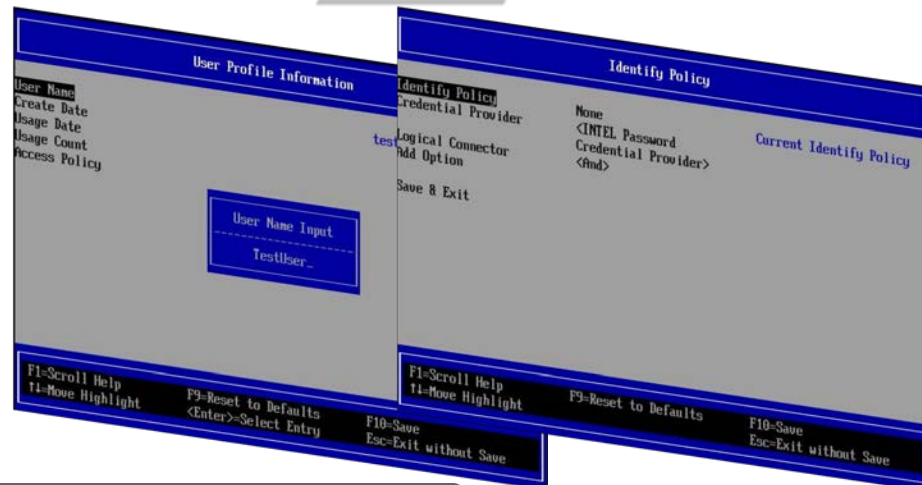 User Profile Information
User Name
Create Date
Usage Date
Usage Count
Access Policy
test
User Name Input
TestUser_
F1=Scroll Help
↑↓=Move Highlight
F9=Reset to Defaults
<Enter>=Select Entry
F10=Save
Esc=Exit without Save
Identify Policy
Identify Policy
None
Credential Provider
<INTEL Password
Credential Provider>
Logical Connector
<And>
Add Option
Save & Exit
Current Identify Policy
F1=Scroll Help
↑↓=Move Highlight
F9=Reset to Defaults
F10=Save
Esc=Exit without Save